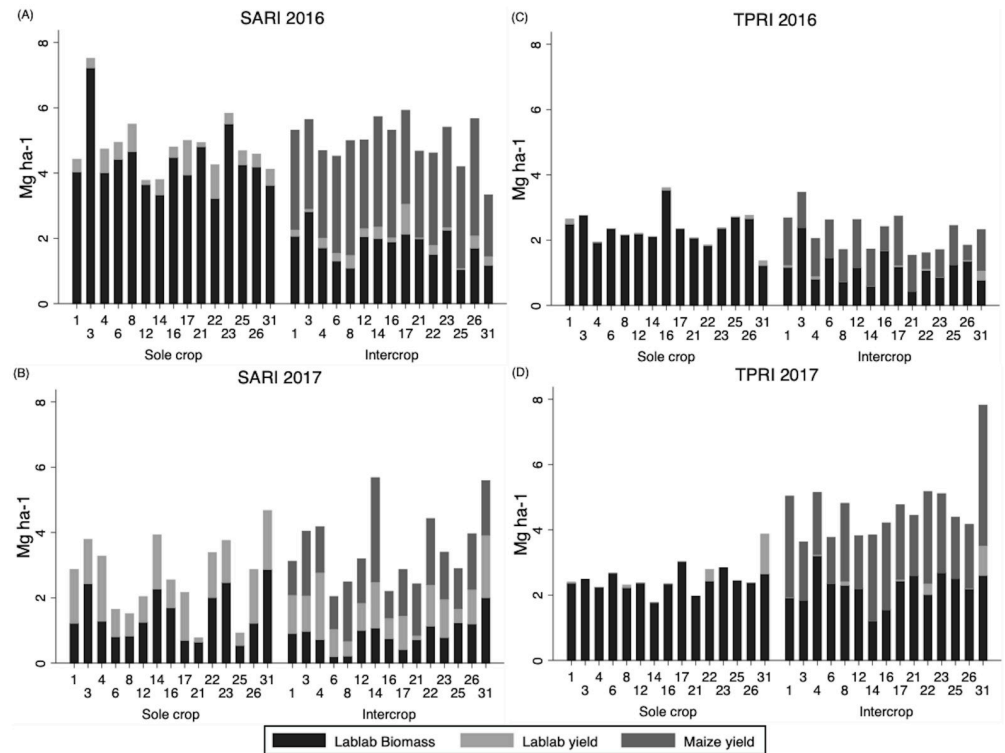 (A)
SARI 2016
Mg ha-1
8
6
4
2
0
1 4 8 14 17 22 25 31 1 4 8 14 17 22 25 31
3 6 12 16 21 23 26 3 6 12 16 21 23 26
Sole crop Intercrop
(C)
TPRI 2016
Mg ha-1
8
6
4
2
0
1 4 8 14 17 22 25 31 1 4 8 14 17 22 25 31
3 6 12 16 21 23 26 3 6 12 16 21 23 26
Sole crop Intercrop
(B)
SARI 2017
Mg ha-1
8
6
4
2
0
1 4 8 14 17 22 25 31 1 4 8 14 17 22 25 31
3 6 12 16 21 23 26 3 6 12 16 21 23 26
Sole crop Intercrop
(D)
TPRI 2017
Mg ha-1
8
6
4
2
0
1 4 8 14 17 22 25 31 1 4 8 14 17 22 25 31
3 6 12 16 21 23 26 3 6 12 16 21 23 26
Sole crop Intercrop
Lablab Biomass Lablab yield Maize yield